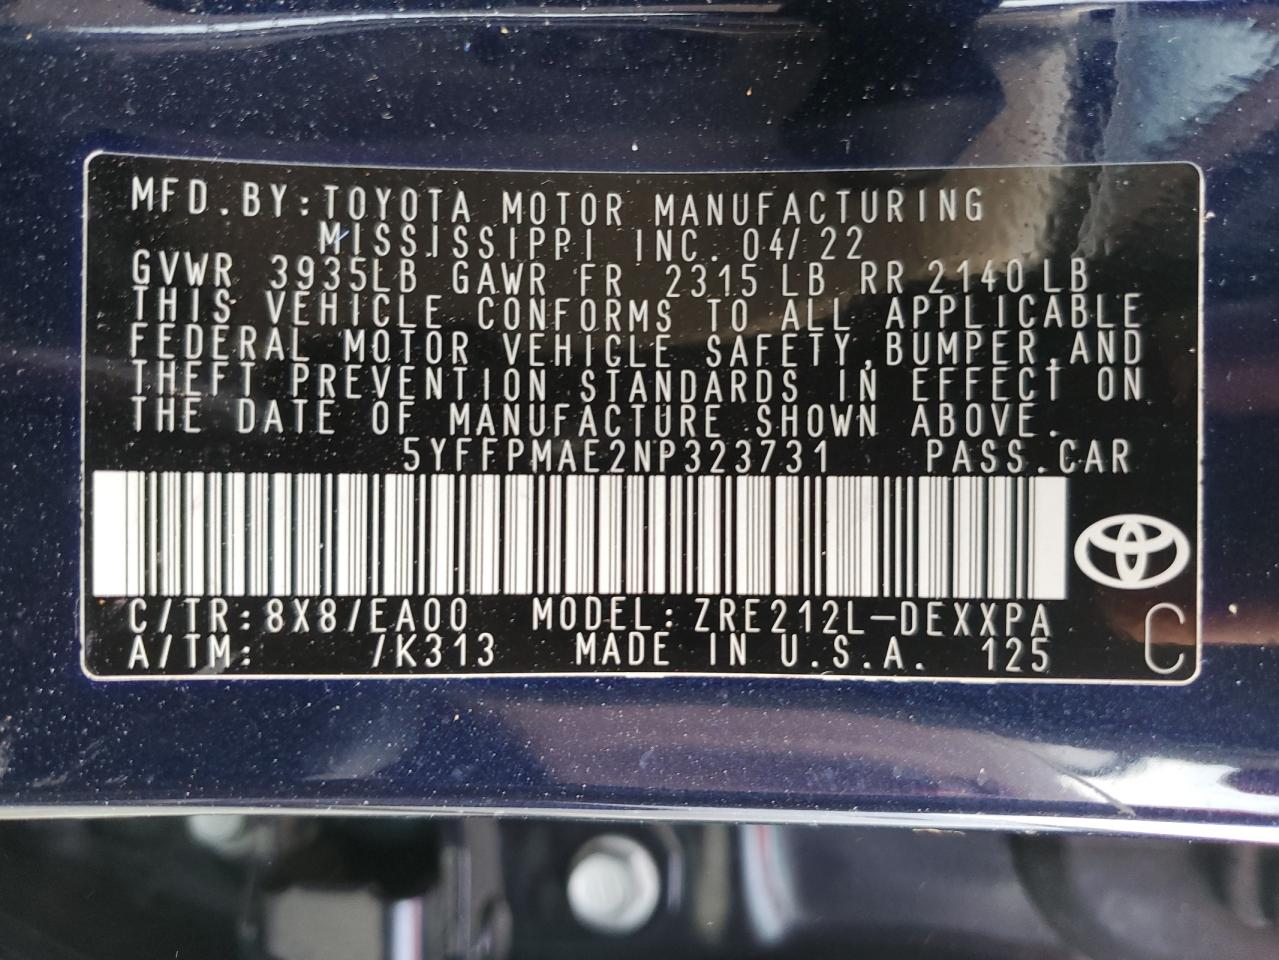 MFD.BY:TOYOTA MOTOR MANUFACTURING
MISSISSIPPI INC. 04/22
GVWR 3935LB GAWR FR 2315LB RR 2140LB
THIS VEHICLE CONFORMS TO ALL APPLICABLE
FEDERAL MOTOR VEHICLE SAFETY,BUMPER,AND
THEFT PREVENTION STANDARDS IN EFFECT ON
THE DATE OF MANUFACTURE SHOWN ABOVE.
5YFFPMAE2NP323731 PASS.CAR
C/TR:8X8/EA00 MODEL:ZRE212L-DEXXPA
A/TM: /K313 MADE IN U.S.A. 125
C